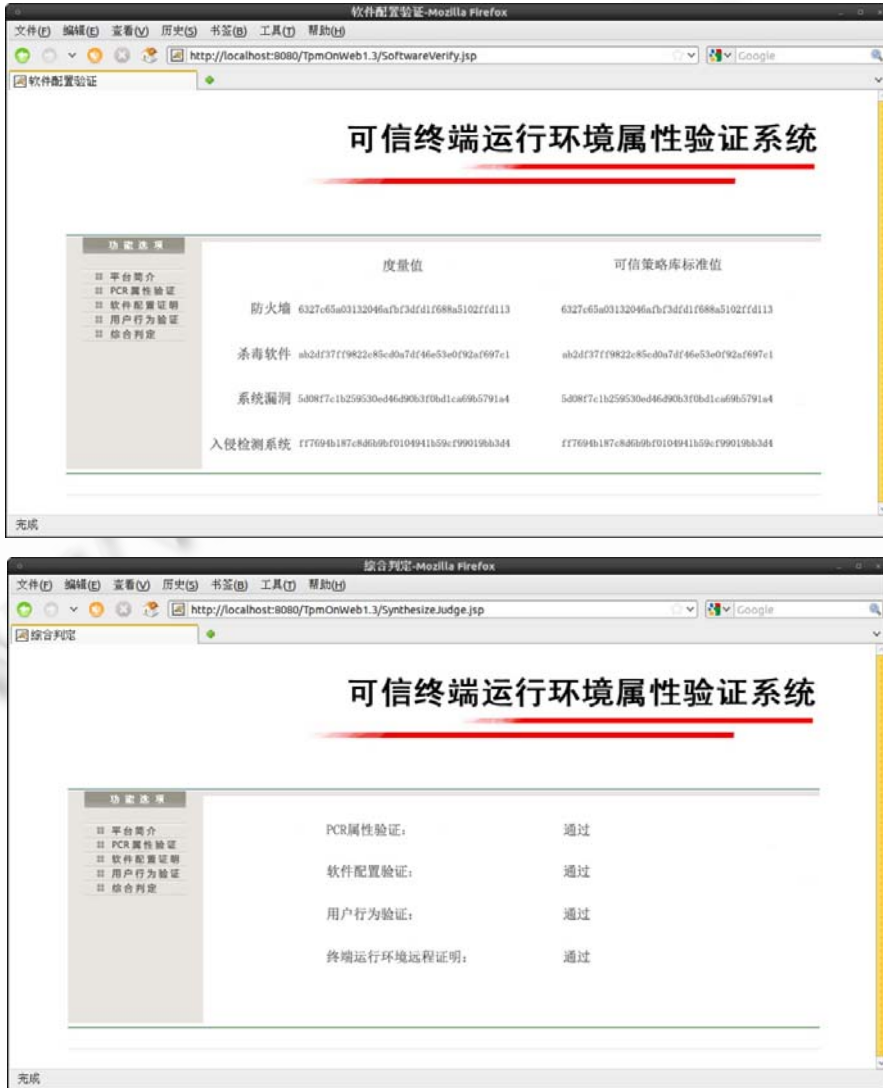 软件配置验证-Mozilla Firefox
文件(F) 编辑(E) 查看(V) 历史(S) 书签(B) 工具(T) 帮助(H)
http://localhost:8080/TpmOnWeb1.3/SoftwareVerify.jsp Google
软件配置验证
可信终端运行环境属性验证系统
功能选项
度量值 可信策略库标准值
平台简介
PCR属性验证
软件配置证明
用户行为验证
综合判定
防火墙 6327c65a03132046afbf3dfd1f688a5102ffd113 6327c65a03132046afbf3dfd1f688a5102ffd113
杀毒软件 ab2df37ff9822c85cd0a7df46e53e0f92af697c1 ab2df37ff9822c85cd0a7df46e53e0f92af697c1
系统漏洞 5d08f7c1b259530ed46d90b3f0bd1ca69b5791a4 5d08f7c1b259530ed46d90b3f0bd1ca69b5791a4
入侵检测系统 ff7694b187c8d6b9bf0104941b59cf99019bb3d4 ff7694b187c8d6b9bf0104941b59cf99019bb3d4
完成
综合判定-Mozilla Firefox
文件(F) 编辑(E) 查看(V) 历史(S) 书签(B) 工具(T) 帮助(H)
http://localhost:8080/TpmOnWeb1.3/SynthesizeJudge.jsp Google
综合判定
可信终端运行环境属性验证系统
功能选项
平台简介
PCR属性验证
软件配置证明
用户行为验证
综合判定
PCR属性验证: 通过
软件配置验证: 通过
用户行为验证: 通过
终端运行环境远程证明: 通过
完成